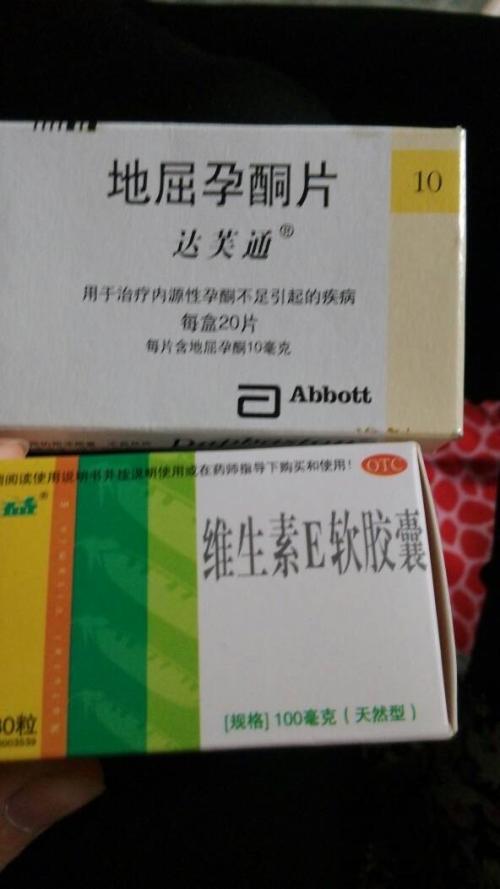 地屈孕酮片
10
达芙通®
用于治疗内源性孕酮不足引起的疾病
每盒20片
每片含地屈孕酮10毫克
Abbott
阅读使用说明书并按说明使用或在药师指导下购买和使用!
OTC
维生素E软胶囊
0粒
[规格] 100毫克(天然型)